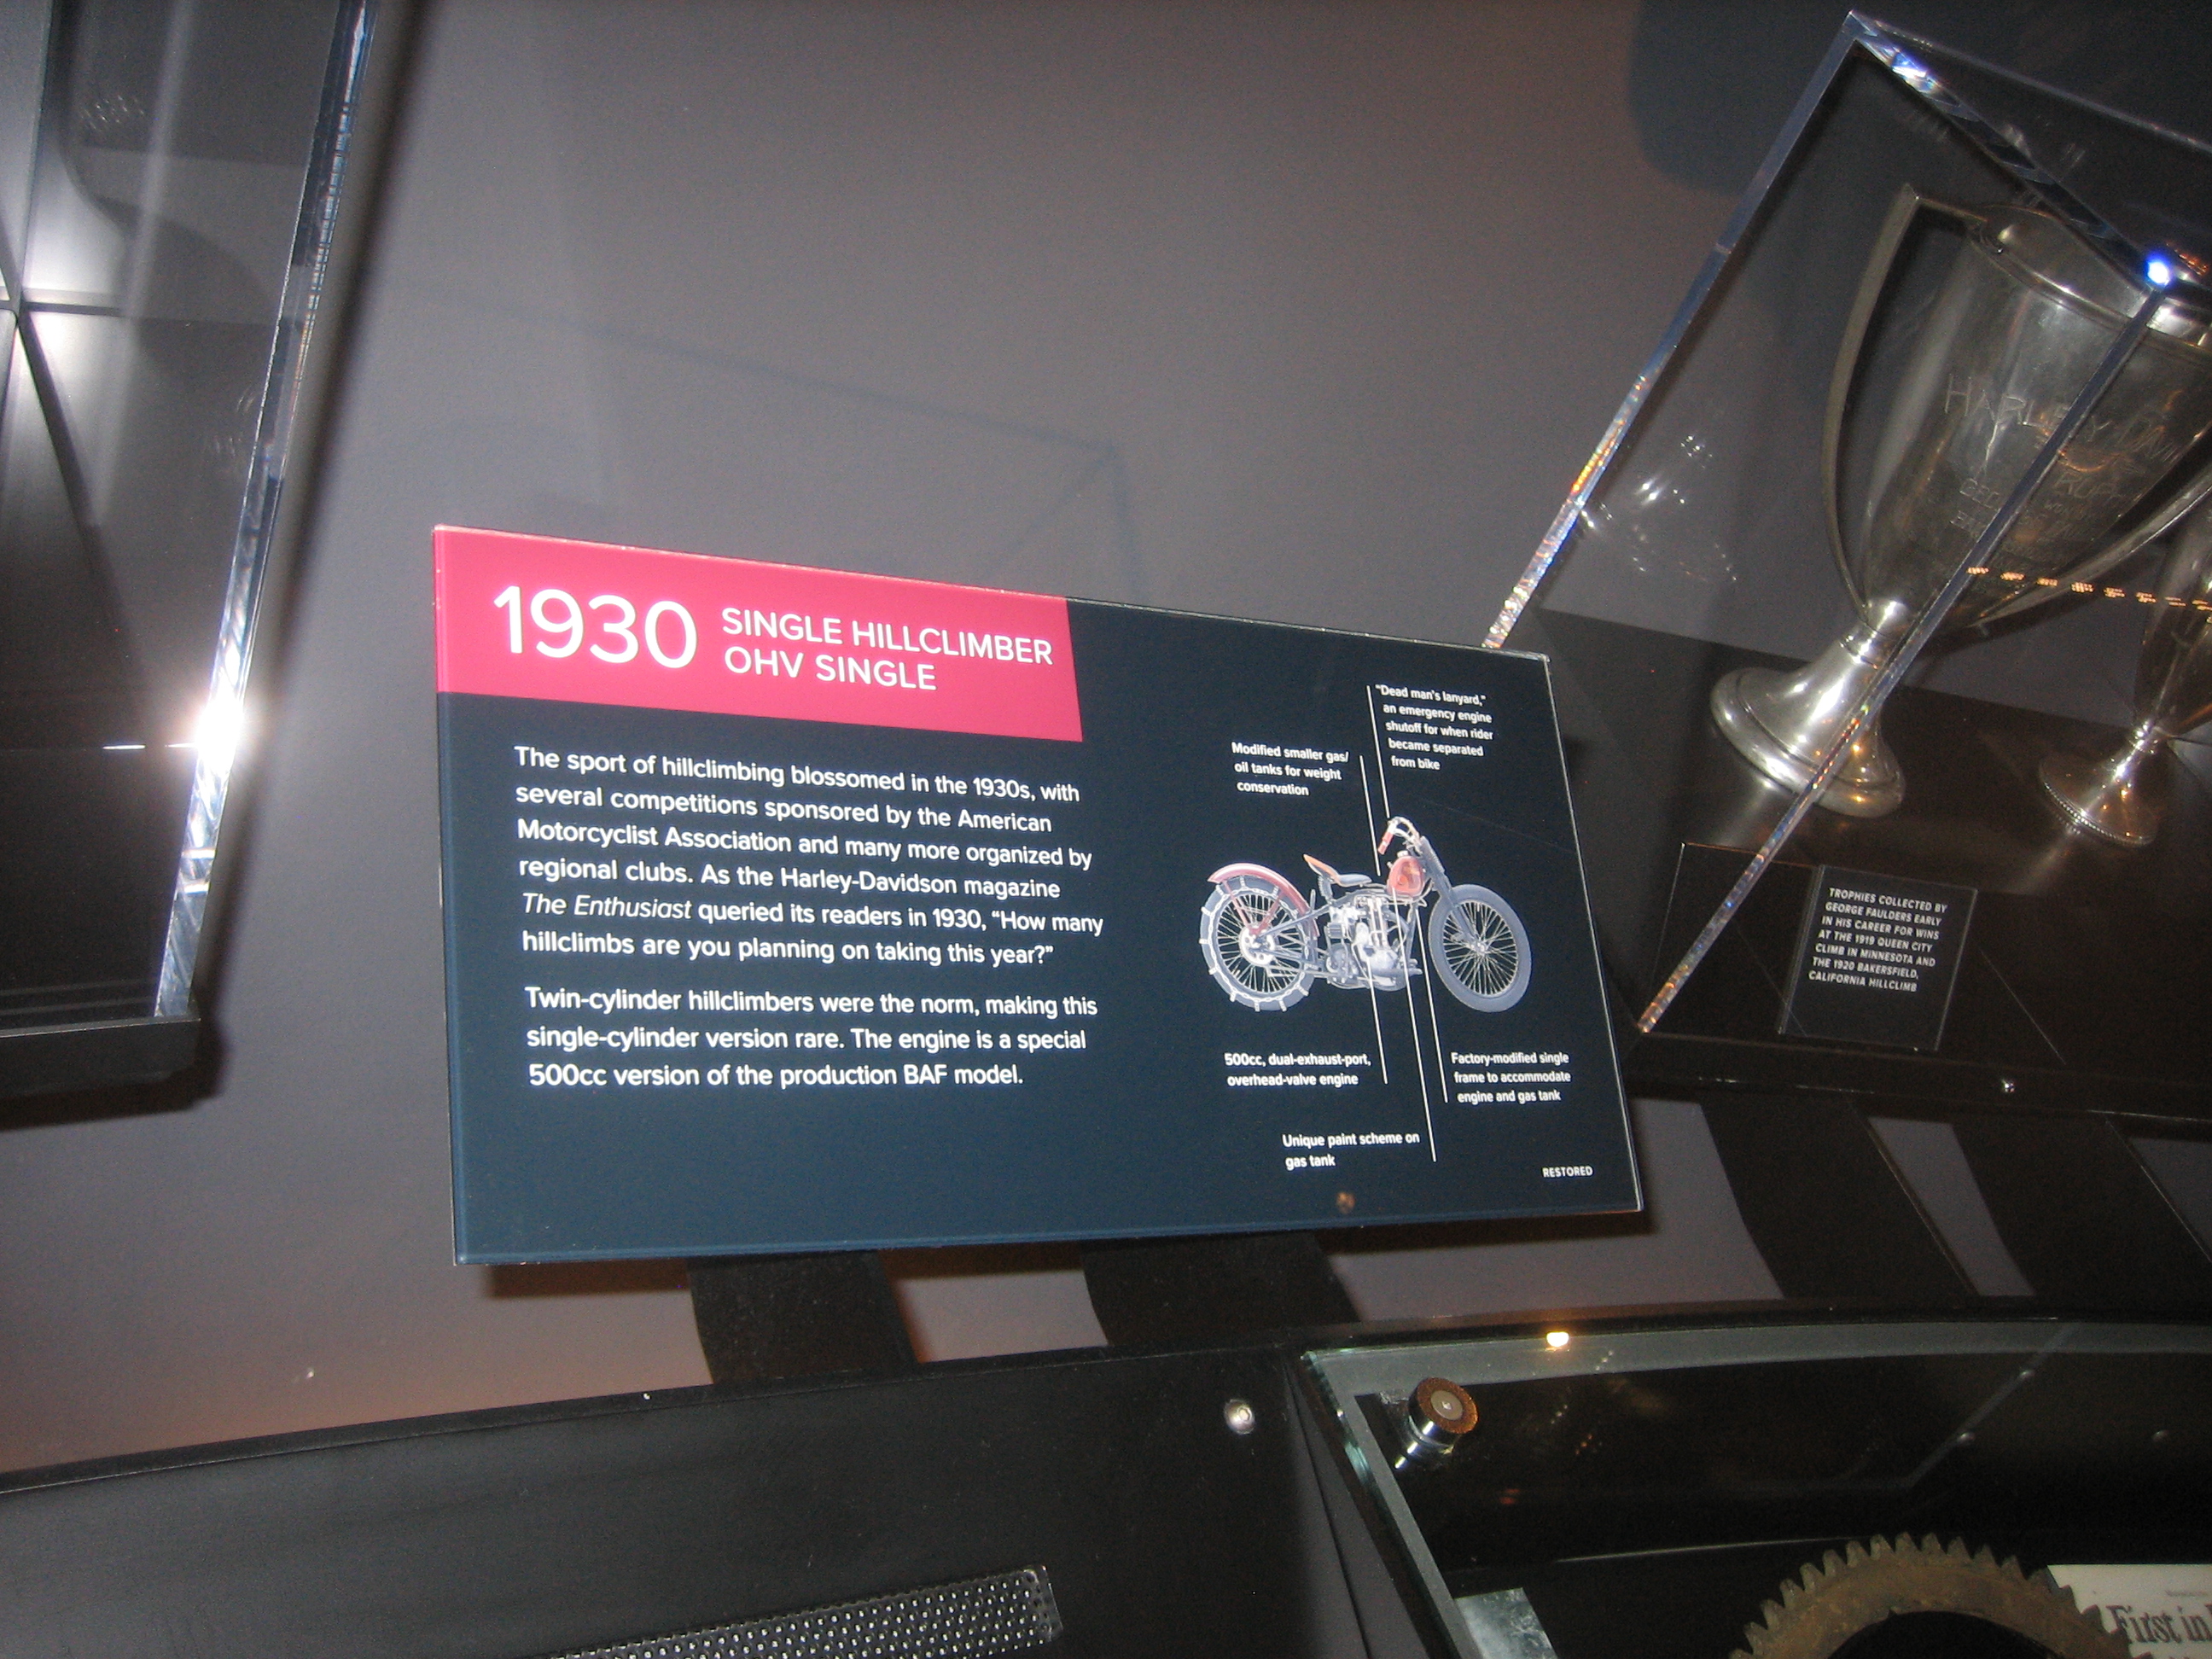 1930
SINGLE HILLCLIMBER
OHV SINGLE
The sport of hillclimbing blossomed in the 1930s, with
several competitions sponsored by the American
Motorcyclist Association and many more organized by
regional clubs. As the Harley-Davidson magazine
The Enthusiast queried its readers in 1930, “How many
hillclimbs are you planning on taking this year?”
Twin-cylinder hillclimbers were the norm, making this
single-cylinder version rare. The engine is a special
500cc version of the production BAF model.
“Dead man's lanyard,”
an emergency engine
shutoff for when rider
became separated
from bike
Modified smaller gas/
oil tanks for weight
conservation
500cc, dual-exhaust-port,
overhead-valve engine
Factory-modified single
frame to accommodate
engine and gas tank
Unique paint scheme on
gas tank
RESTORED
HARLEY
TROPHIES COLLECTED BY
GEORGE FAULDERS EARLY
IN HIS CAREER FOR WINS
AT THE 1919 QUEEN CITY
CLIMB IN MINNESOTA AND
THE 1920 BAKERSFIELD,
CALIFORNIA HILLCLIMB
First in